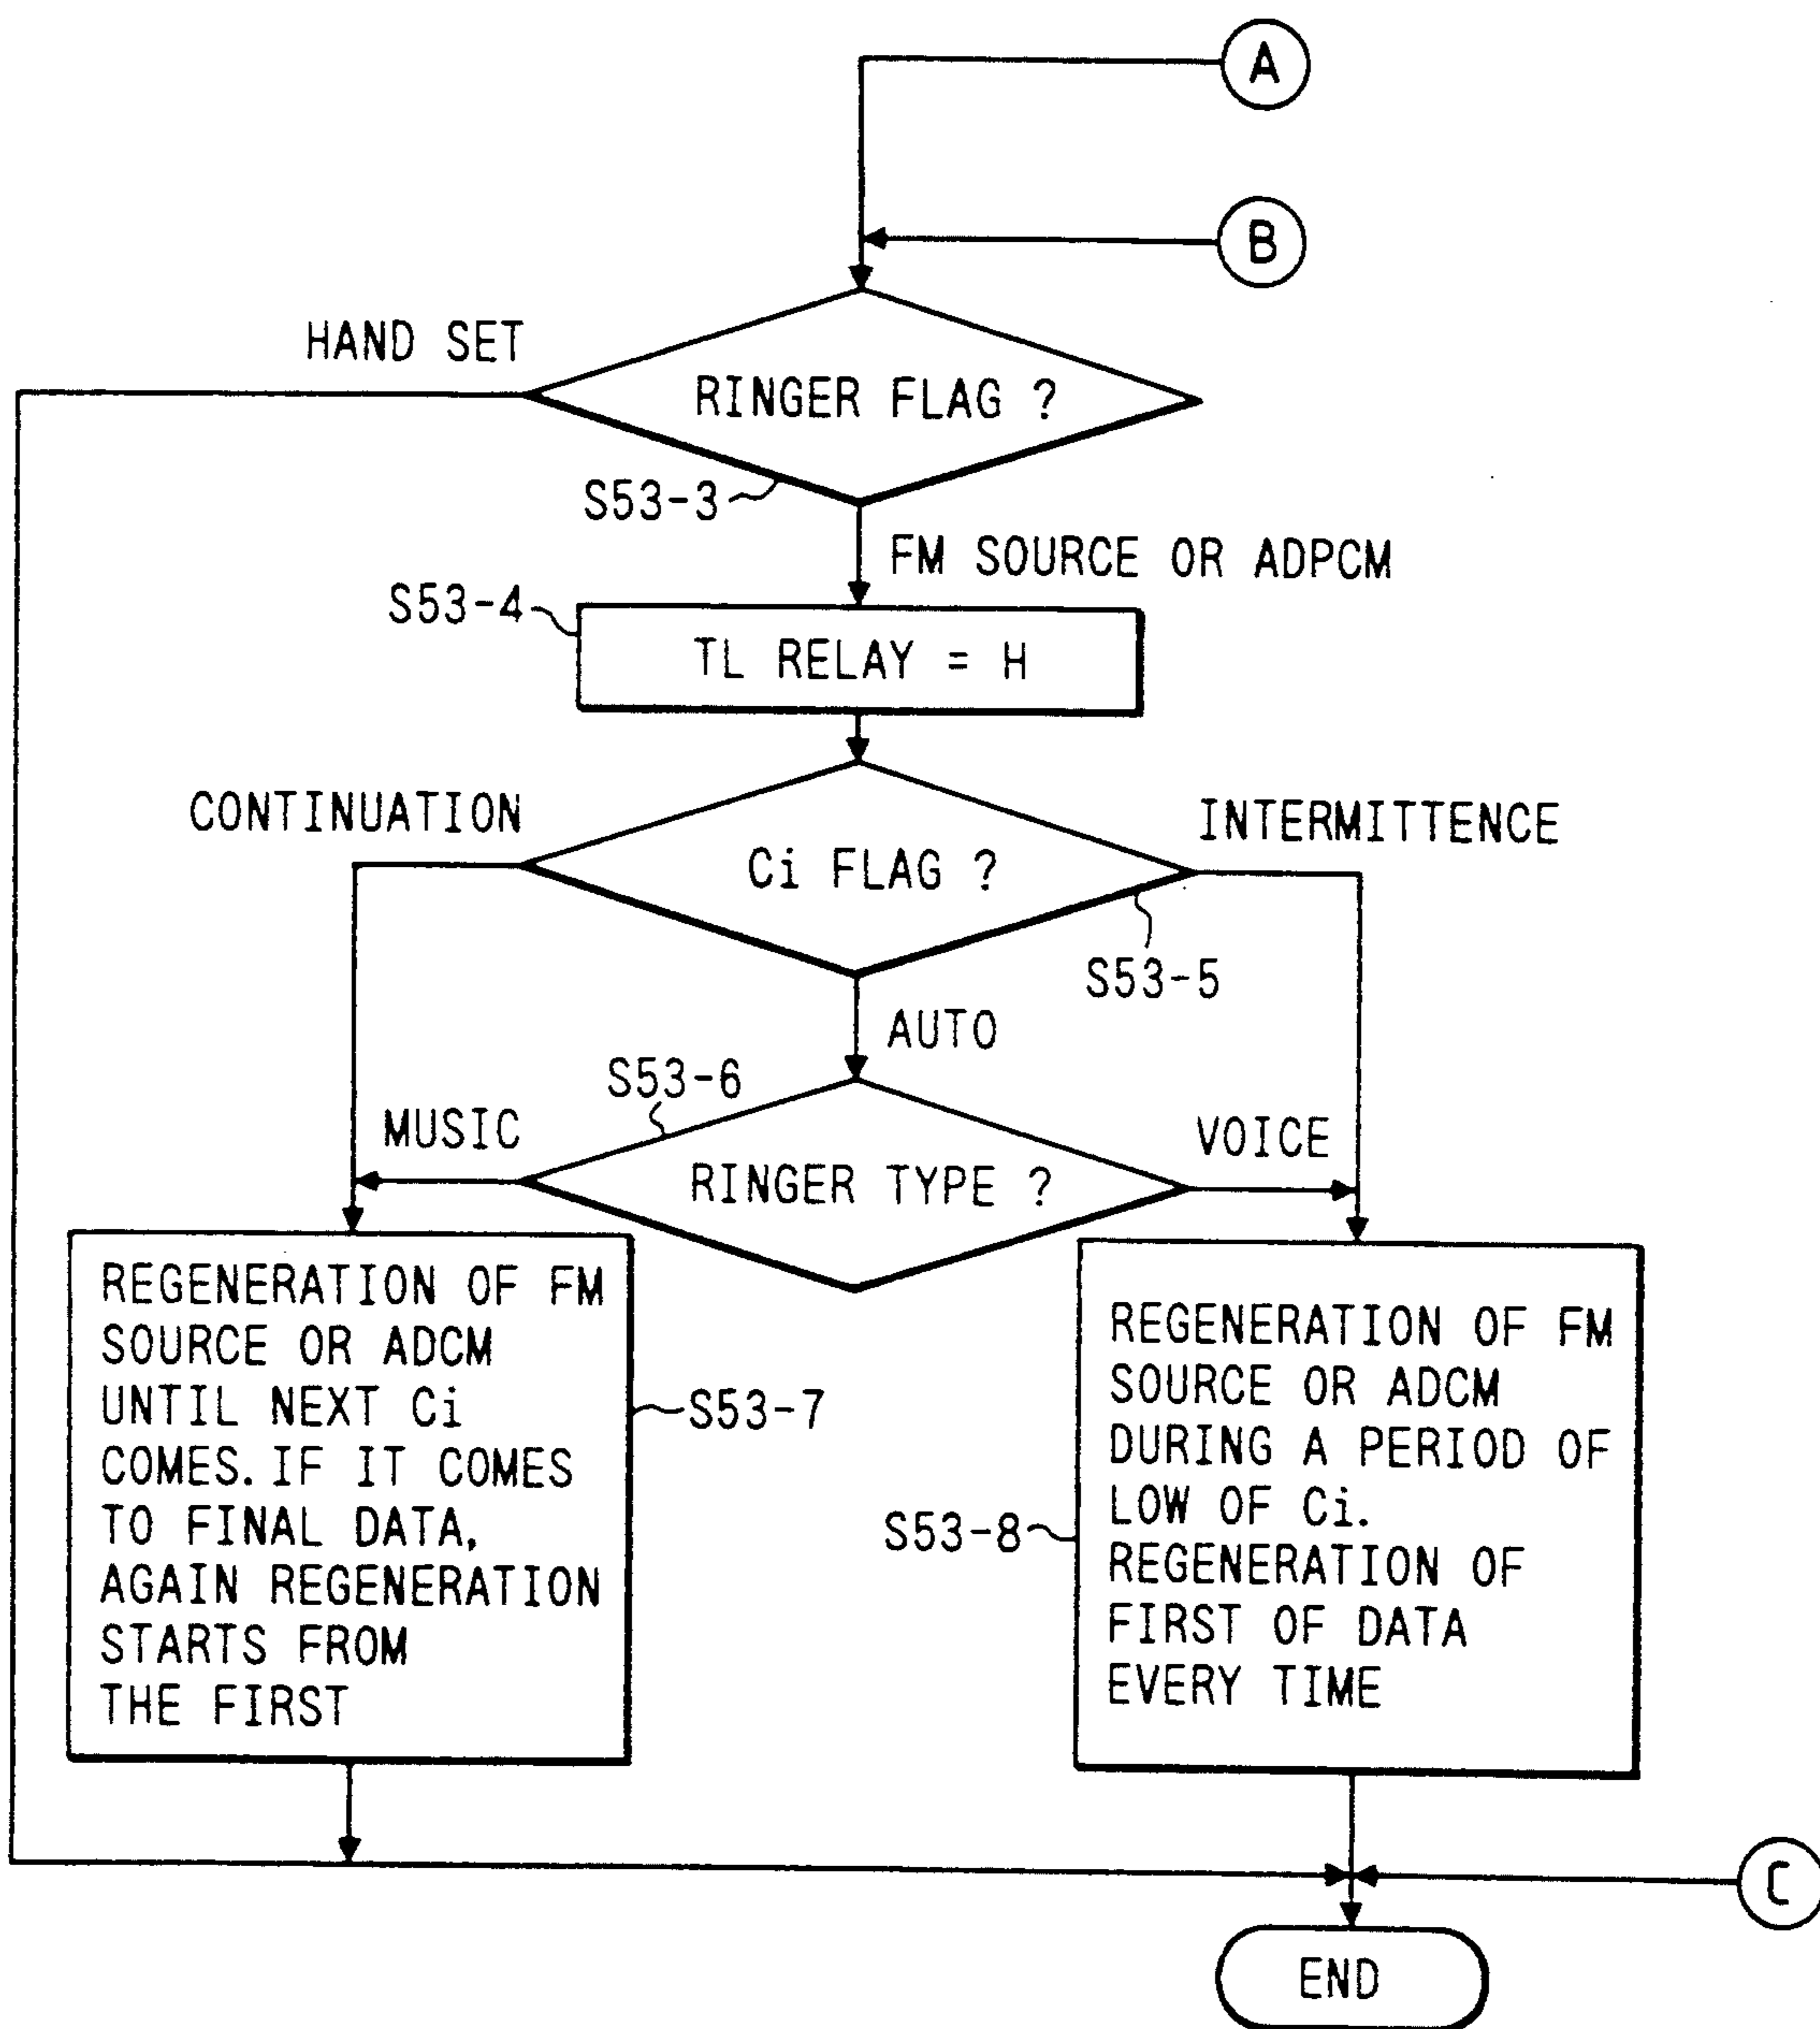 A
B
HAND SET
RINGER FLAG ?
S53-3
FM SOURCE OR ADPCM
S53-4
TL RELAY = H
CONTINUATION
INTERMITTENCE
Ci FLAG ?
S53-5
AUTO
S53-6
MUSIC
VOICE
RINGER TYPE ?
REGENERATION OF FM
SOURCE OR ADCM
UNTIL NEXT Ci
COMES. IF IT COMES
TO FINAL DATA,
AGAIN REGENERATION
STARTS FROM
THE FIRST
S53-7
REGENERATION OF FM
SOURCE OR ADCM
DURING A PERIOD OF
LOW OF Ci.
REGENERATION OF
FIRST OF DATA
EVERY TIME
S53-8
C
END